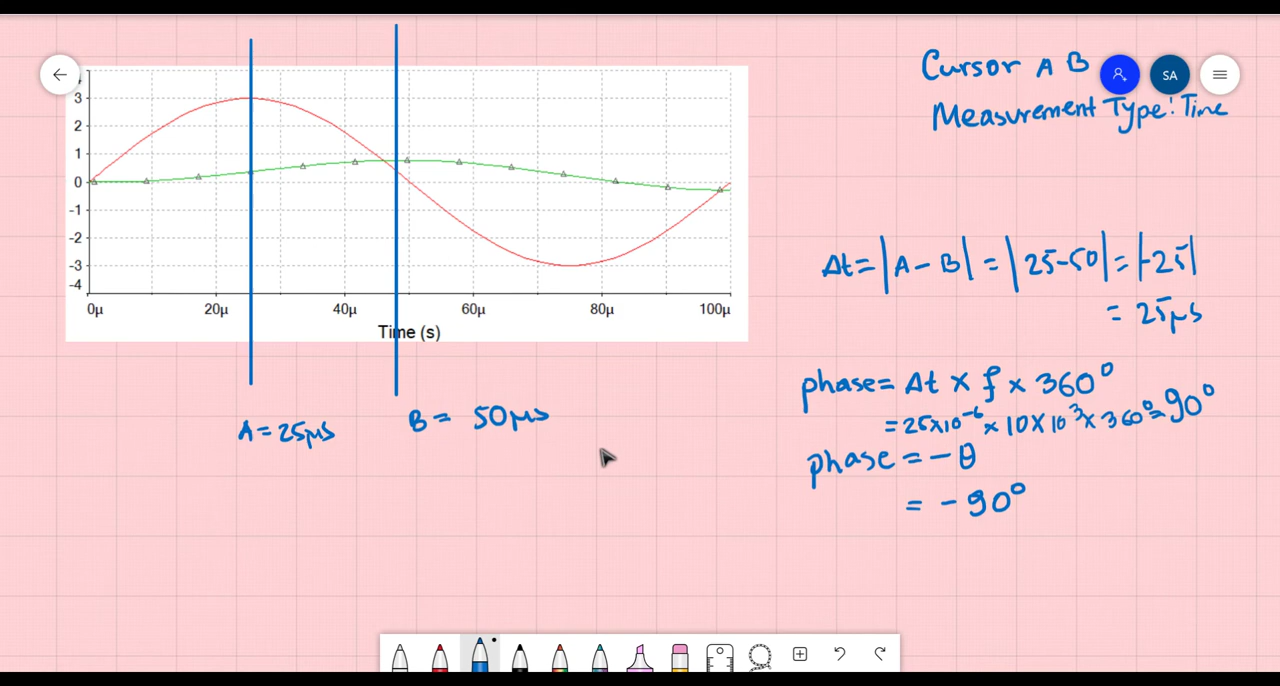 Cursor A B
SA
Measurement Type: Time
3
2
1
0
-1
-2
-3
-4
0µ 20µ 40µ 60µ 80µ 100µ
Time (s)
A = 25µs
B = 50µs
Δt = |A - B| = |25-50| = |-25|
= 25µs
phase = Δt × f × 360°
= 25×10⁻⁶ × 10×10³ × 360° = 90°
phase = - θ
= - 90°